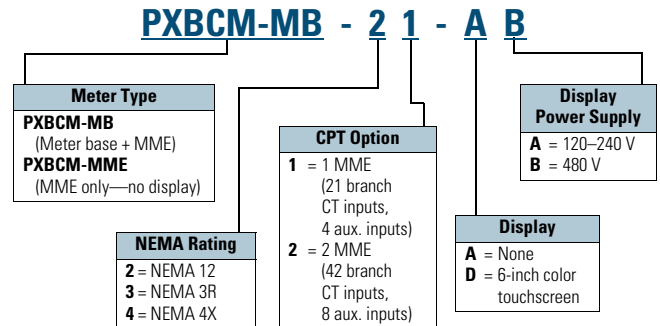 PXBCM-MB - 2 1 - A B
Meter Type
PXBCM-MB
(Meter base + MME)
PXBCM-MME
(MME only—no display)
NEMA Rating
2 = NEMA 12
3 = NEMA 3R
4 = NEMA 4X
CPT Option
1 = 1 MME
(21 branch
CT inputs,
4 aux. inputs)
2 = 2 MME
(42 branch
CT inputs,
8 aux. inputs)
Display
A = None
D = 6-inch color
touchscreen
Display
Power Supply
A = 120–240 V
B = 480 V